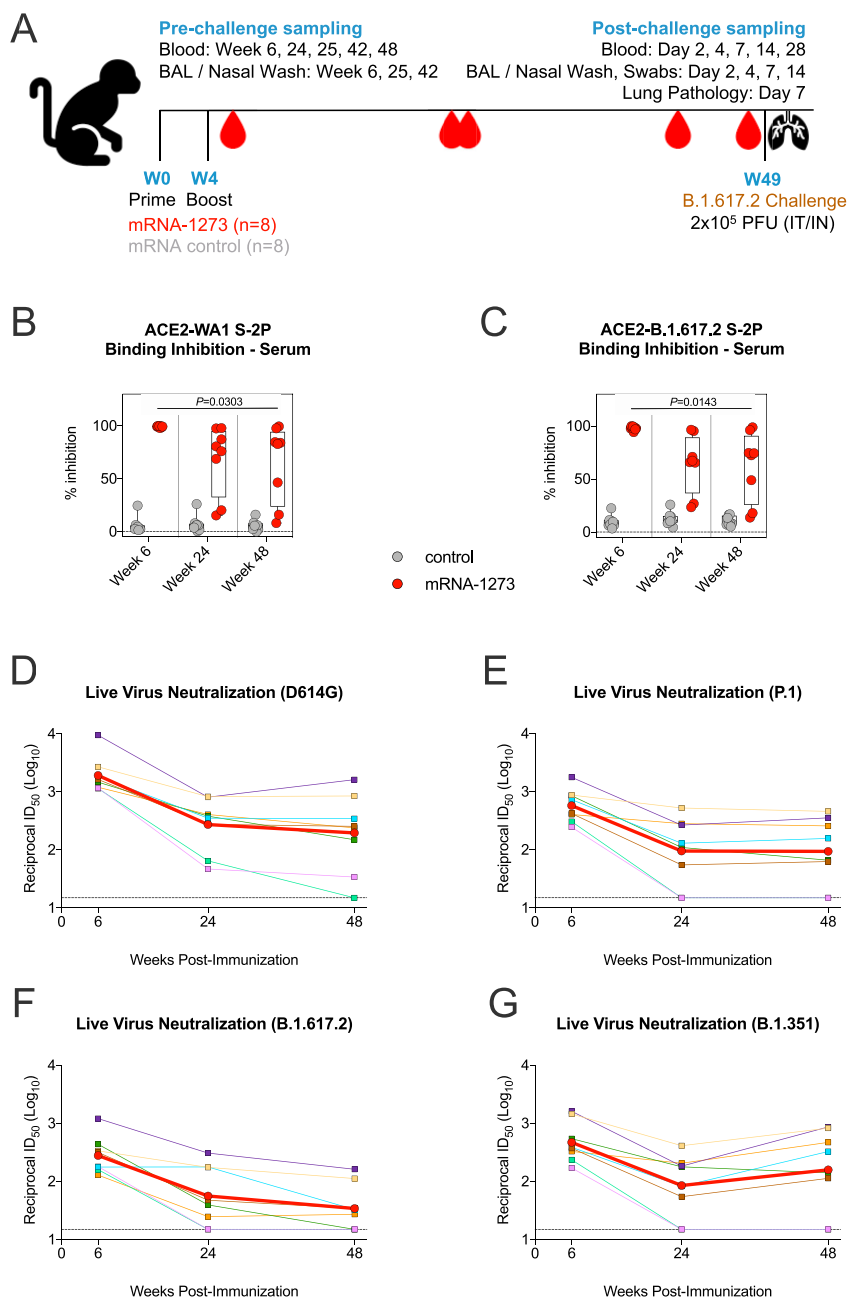 A
Pre-challenge sampling
Blood: Week 6, 24, 25, 42, 48
BAL / Nasal Wash: Week 6, 25, 42
Post-challenge sampling
Blood: Day 2, 4, 7, 14, 28
BAL / Nasal Wash, Swabs: Day 2, 4, 7, 14
Lung Pathology: Day 7
W0
Prime
W4
Boost
mRNA-1273 (n=8)
mRNA control (n=8)
W49
B.1.617.2 Challenge
2x10⁵ PFU (IT/IN)
B
ACE2-WA1 S-2P
Binding Inhibition - Serum
P=0.0303
% inhibition
100
50
0
Week 6
Week 24
Week 48
C
ACE2-B.1.617.2 S-2P
Binding Inhibition - Serum
P=0.0143
% inhibition
100
50
0
Week 6
Week 24
Week 48
control
mRNA-1273
D
Live Virus Neutralization (D614G)
Reciprocal ID₅₀ (Log₁₀)
4
3
2
1
0 6 24 48
Weeks Post-Immunization
E
Live Virus Neutralization (P.1)
Reciprocal ID₅₀ (Log₁₀)
4
3
2
1
0 6 24 48
Weeks Post-Immunization
F
Live Virus Neutralization (B.1.617.2)
Reciprocal ID₅₀ (Log₁₀)
4
3
2
1
0 6 24 48
Weeks Post-Immunization
G
Live Virus Neutralization (B.1.351)
Reciprocal ID₅₀ (Log₁₀)
4
3
2
1
0 6 24 48
Weeks Post-Immunization